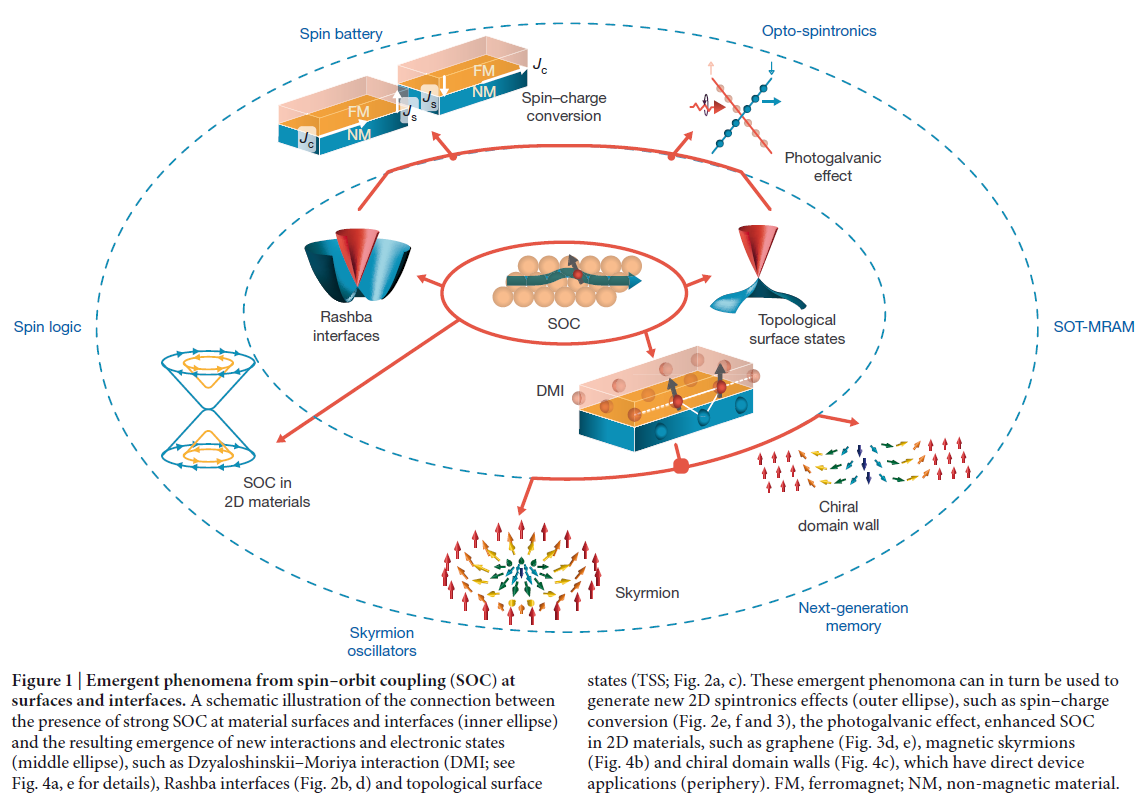 Spin battery
Opto-spintronics
FM
NM
Jc
Js
Js
FM
NM
Jc
Spin–charge
conversion
Photogalvanic
effect
Rashba
interfaces
SOC
Topological
surface states
Spin logic
SOT-MRAM
DMI
SOC in
2D materials
Chiral
domain wall
Skyrmion
Next-generation
memory
Skyrmion
oscillators
Figure 1 | Emergent phenomena from spin–orbit coupling (SOC) at
surfaces and interfaces. A schematic illustration of the connection between
the presence of strong SOC at material surfaces and interfaces (inner ellipse)
and the resulting emergence of new interactions and electronic states
(middle ellipse), such as Dzyaloshinskii–Moriya interaction (DMI; see
Fig. 4a, e for details), Rashba interfaces (Fig. 2b, d) and topological surface
states (TSS; Fig. 2a, c). These emergent phenomona can in turn be used to
generate new 2D spintronics effects (outer ellipse), such as spin–charge
conversion (Fig. 2e, f and 3), the photogalvanic effect, enhanced SOC
in 2D materials, such as graphene (Fig. 3d, e), magnetic skyrmions
(Fig. 4b) and chiral domain walls (Fig. 4c), which have direct device
applications (periphery). FM, ferromagnet; NM, non-magnetic material.